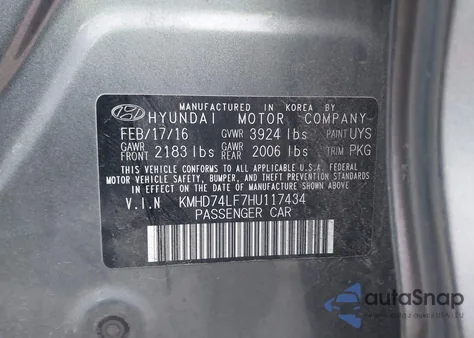 MANUFACTURED IN KOREA BY
HYUNDAI MOTOR COMPANY
FEB/17/16 GVWR 3924 lbs PAINT UYS
GAWR FRONT 2183 lbs GAWR REAR 2006 lbs TRIM PKG
THIS VEHICLE CONFORMS TO ALL APPLICABLE U.S.A. FEDERAL
MOTOR VEHICLE SAFETY, BUMPER, AND THEFT PREVENTION
STANDARDS IN EFFECT ON THE DATE OF MANUFACTURE SHOWN ABOVE.
V.I.N KMHD74LF7HU117434
PASSENGER CAR
autoSnap